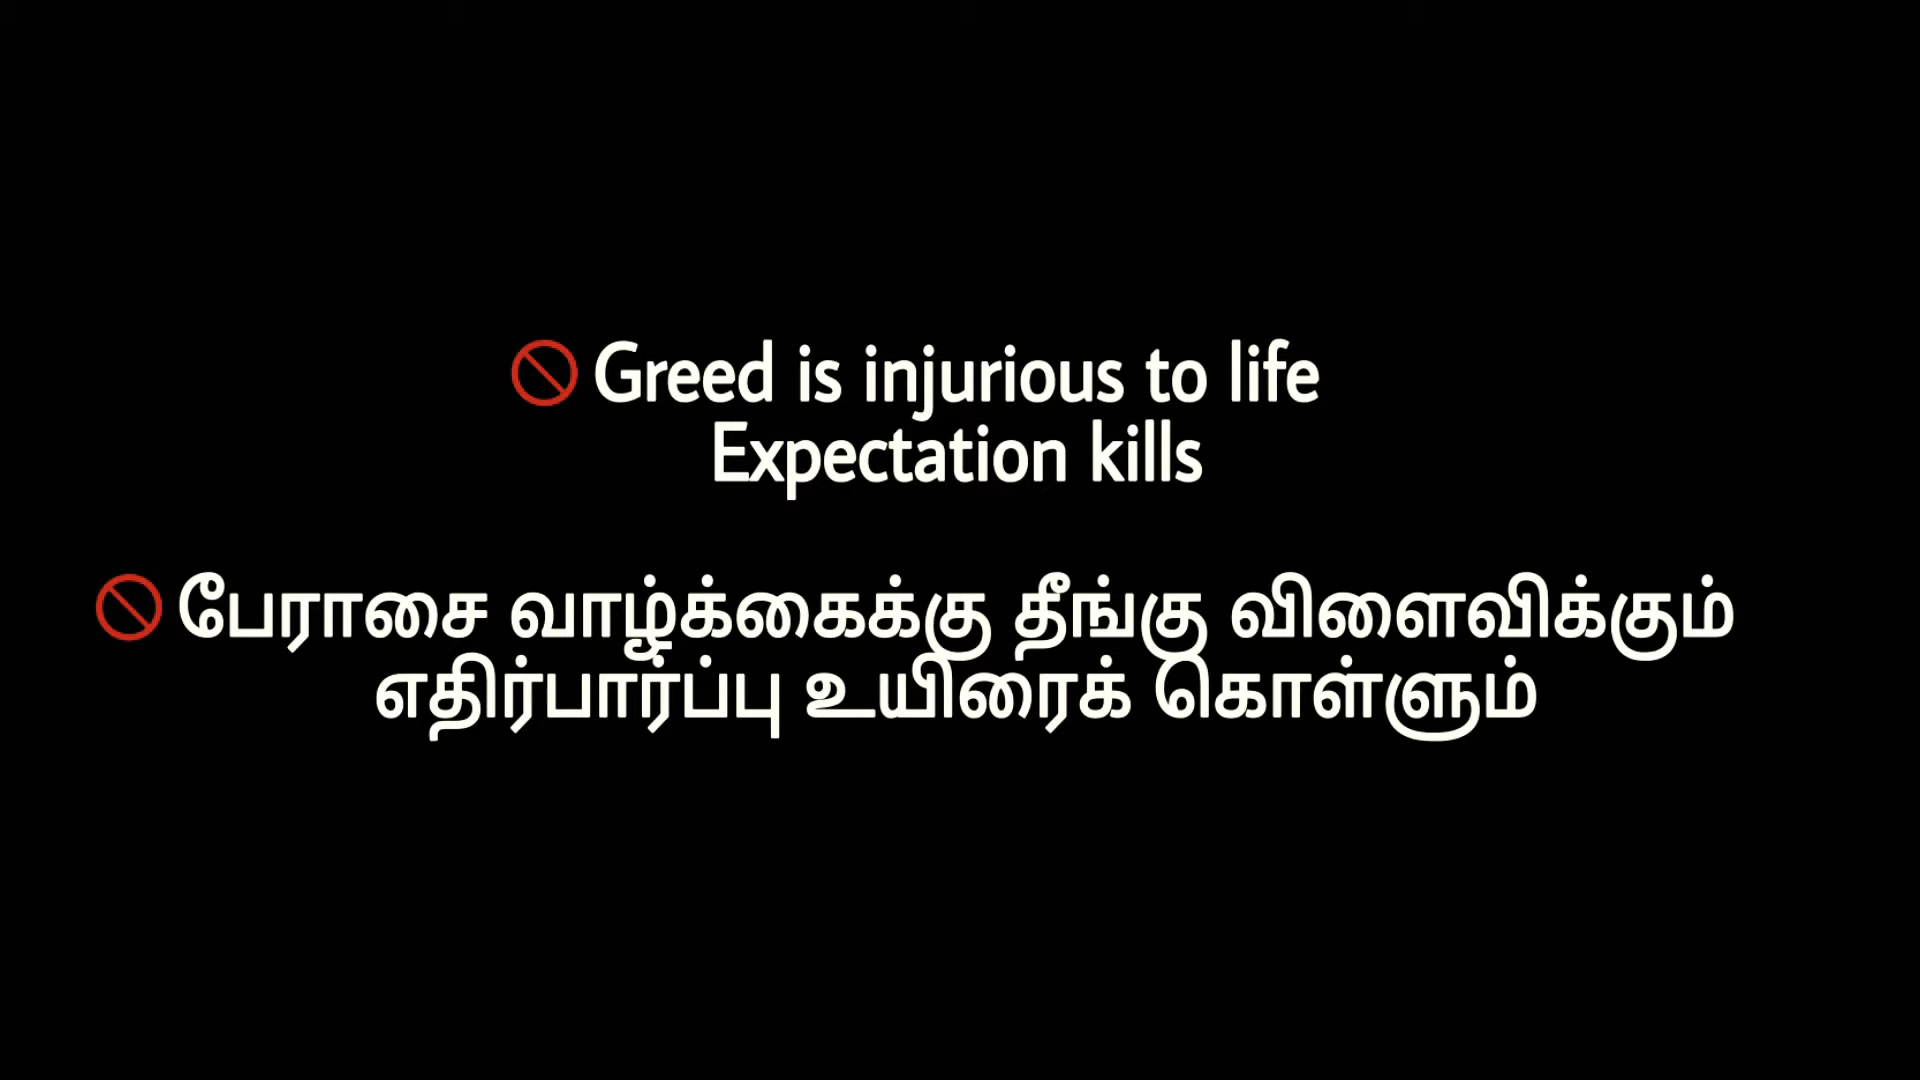 🚫 Greed is injurious to life
Expectation kills
🚫 பேராசை வாழ்க்கைக்கு தீங்கு விளைவிக்கும்
எதிர்பார்ப்பு உயிரைக் கொள்ளும்